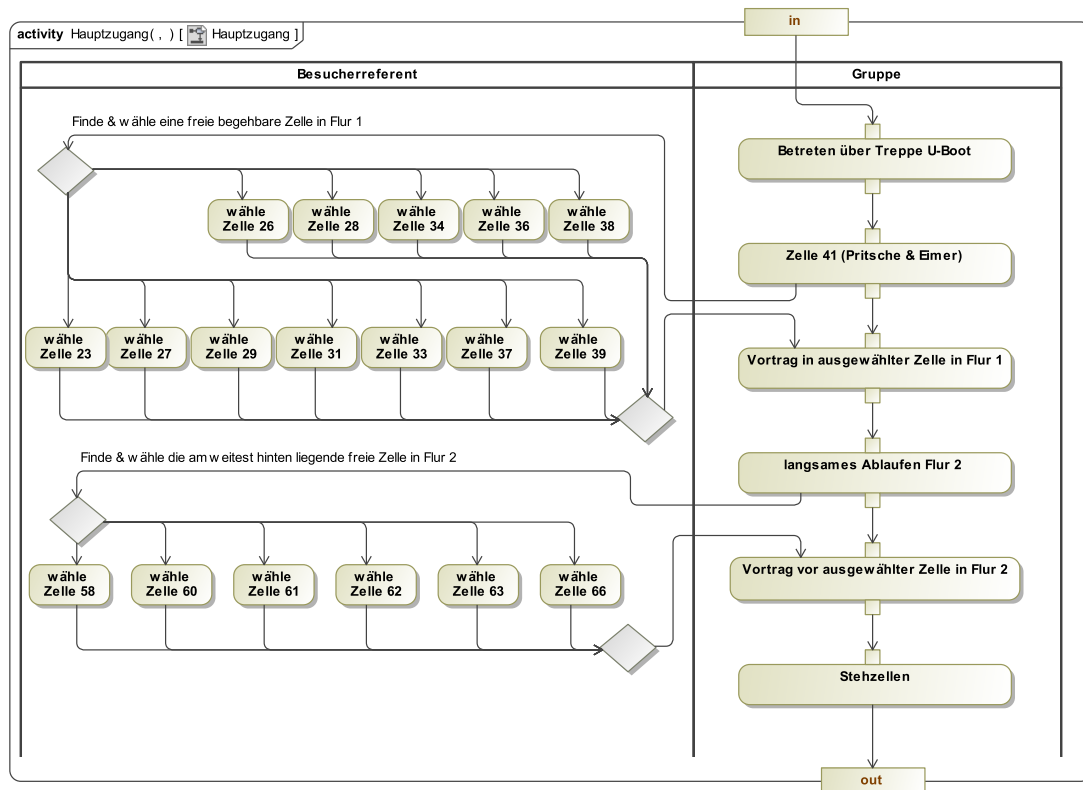 in
activity Hauptzugang( , ) [ Hauptzugang ]
Besucherreferent
Gruppe
Finde & wähle eine freie begehbare Zelle in Flur 1
Betreten über Treppe U-Boot
wähle
Zelle 26
wähle
Zelle 28
wähle
Zelle 34
wähle
Zelle 36
wähle
Zelle 38
Zelle 41 (Pritsche & Eimer)
wähle
Zelle 23
wähle
Zelle 27
wähle
Zelle 29
wähle
Zelle 31
wähle
Zelle 33
wähle
Zelle 37
wähle
Zelle 39
Vortrag in ausgewählter Zelle in Flur 1
Finde & wähle die am weitest hinten liegende freie Zelle in Flur 2
langsames Ablaufen Flur 2
wähle
Zelle 58
wähle
Zelle 60
wähle
Zelle 61
wähle
Zelle 62
wähle
Zelle 63
wähle
Zelle 66
Vortrag vor ausgewählter Zelle in Flur 2
Stehzellen
out